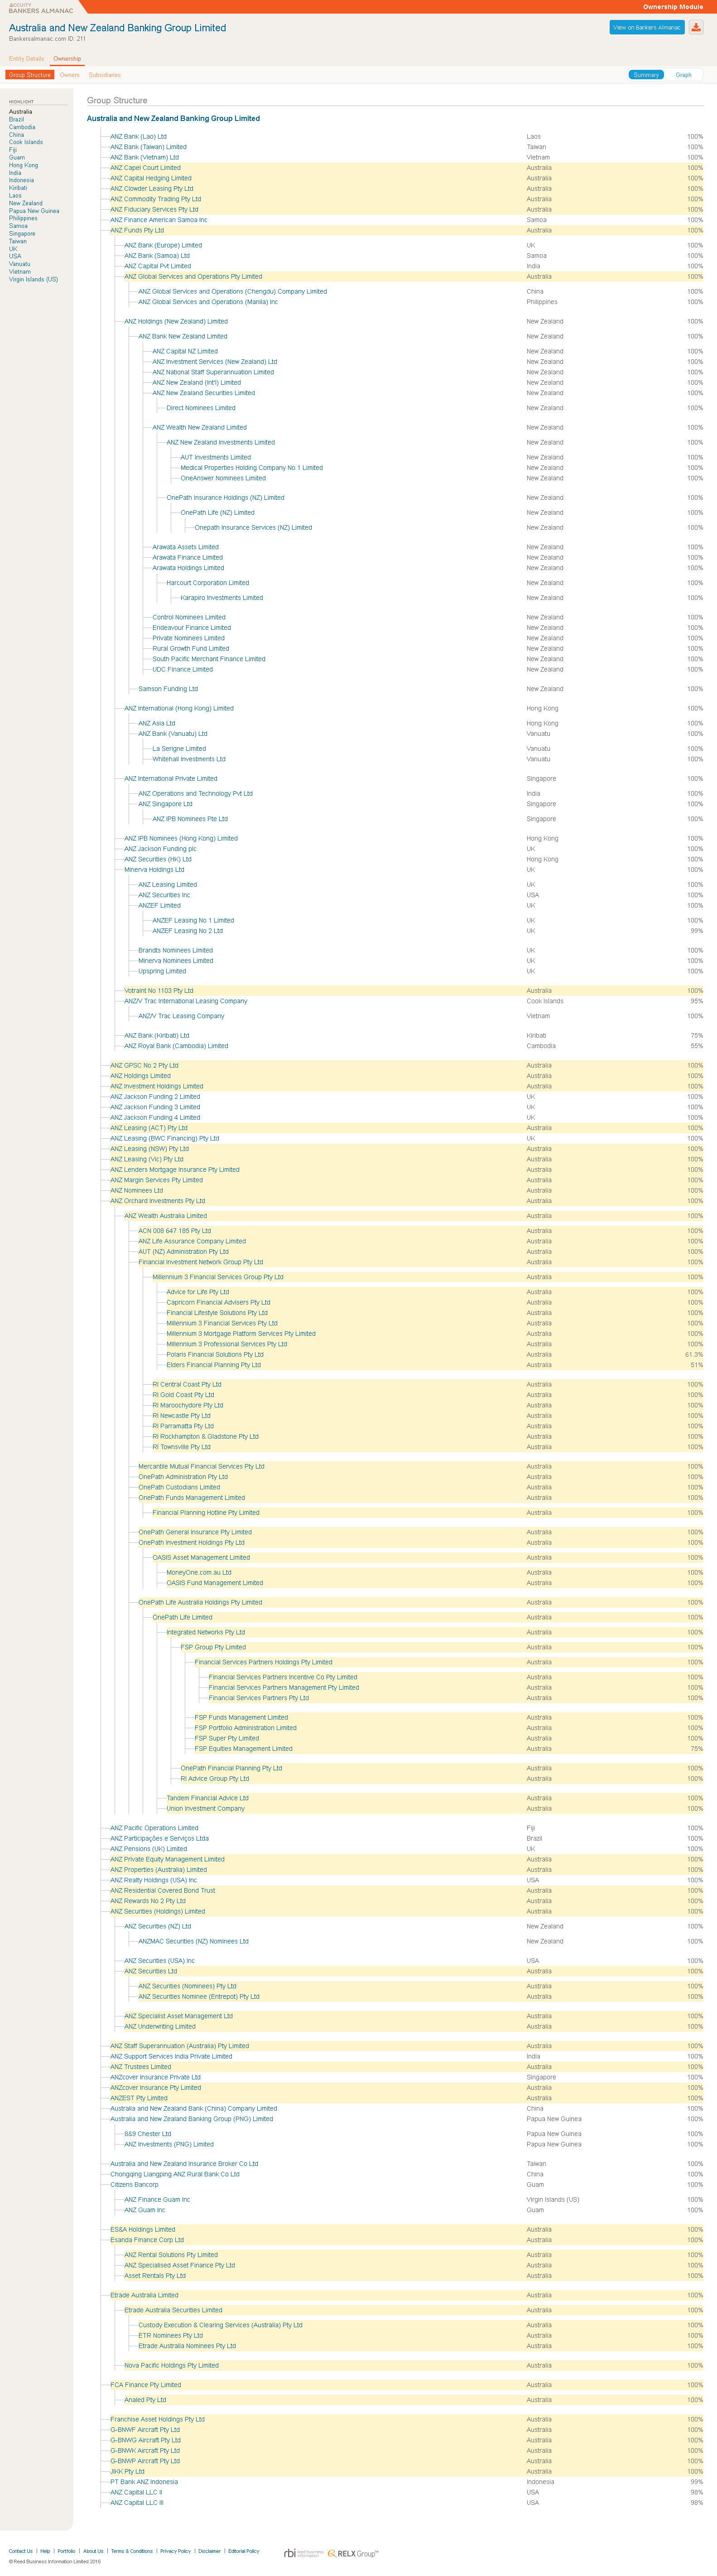 ACCUITY
BANKERS ALMANAC
Ownership Module
Australia and New Zealand Banking Group Limited
Bankersalmanac.com ID: 211
View on Bankers Almanac
Entity Details Ownership
Group Structure Owners Subsidiaries
Summary Graph
HIGHLIGHT
Australia
Brazil
Cambodia
China
Cook Islands
Fiji
Guam
Hong Kong
India
Indonesia
Kiribati
Laos
New Zealand
Papua New Guinea
Philippines
Samoa
Singapore
Taiwan
UK
USA
Vanuatu
Vietnam
Virgin Islands (US)
Group Structure
Australia and New Zealand Banking Group Limited
ANZ Bank (Lao) Ltd Laos 100%
ANZ Bank (Taiwan) Limited Taiwan 100%
ANZ Bank (Vietnam) Ltd Vietnam 100%
ANZ Capel Court Limited Australia 100%
ANZ Capital Hedging Limited Australia 100%
ANZ Clowder Leasing Pty Ltd Australia 100%
ANZ Commodity Trading Pty Ltd Australia 100%
ANZ Fiduciary Services Pty Ltd Australia 100%
ANZ Finance American Samoa Inc Samoa 100%
ANZ Funds Pty Ltd Australia 100%
ANZ Bank (Europe) Limited UK 100%
ANZ Bank (Samoa) Ltd Samoa 100%
ANZ Capital Pvt Limited India 100%
ANZ Global Services and Operations Pty Limited Australia 100%
ANZ Global Services and Operations (Chengdu) Company Limited China 100%
ANZ Global Services and Operations (Manila) Inc Philippines 100%
ANZ Holdings (New Zealand) Limited New Zealand 100%
ANZ Bank New Zealand Limited New Zealand 100%
ANZ Capital NZ Limited New Zealand 100%
ANZ Investment Services (New Zealand) Ltd New Zealand 100%
ANZ National Staff Superannuation Limited New Zealand 100%
ANZ New Zealand (Int'l) Limited New Zealand 100%
ANZ New Zealand Securities Limited New Zealand 100%
Direct Nominees Limited New Zealand 100%
ANZ Wealth New Zealand Limited New Zealand 100%
ANZ New Zealand Investments Limited New Zealand 100%
AUT Investments Limited New Zealand 100%
Medical Properties Holding Company No 1 Limited New Zealand 100%
OneAnswer Nominees Limited New Zealand 100%
OnePath Insurance Holdings (NZ) Limited New Zealand 100%
OnePath Life (NZ) Limited New Zealand 100%
Onepath Insurance Services (NZ) Limited New Zealand 100%
Arawata Assets Limited New Zealand 100%
Arawata Finance Limited New Zealand 100%
Arawata Holdings Limited New Zealand 100%
Harcourt Corporation Limited New Zealand 100%
Karapiro Investments Limited New Zealand 100%
Control Nominees Limited New Zealand 100%
Endeavour Finance Limited New Zealand 100%
Private Nominees Limited New Zealand 100%
Rural Growth Fund Limited New Zealand 100%
South Pacific Merchant Finance Limited New Zealand 100%
UDC Finance Limited New Zealand 100%
Samson Funding Ltd New Zealand 100%
ANZ International (Hong Kong) Limited Hong Kong 100%
ANZ Asia Ltd Hong Kong 100%
ANZ Bank (Vanuatu) Ltd Vanuatu 100%
La Serigne Limited Vanuatu 100%
Whitehall Investments Ltd Vanuatu 100%
ANZ International Private Limited Singapore 100%
ANZ Operations and Technology Pvt Ltd India 100%
ANZ Singapore Ltd Singapore 100%
ANZ IPB Nominees Pte Ltd Singapore 100%
ANZ IPB Nominees (Hong Kong) Limited Hong Kong 100%
ANZ Jackson Funding plc UK 100%
ANZ Securities (HK) Ltd Hong Kong 100%
Minerva Holdings Ltd UK 100%
ANZ Leasing Limited UK 100%
ANZ Securities Inc USA 100%
ANZEF Limited UK 100%
ANZEF Leasing No 1 Limited UK 100%
ANZEF Leasing No 2 Ltd UK 99%
Brandts Nominees Limited UK 100%
Minerva Nominees Limited UK 100%
Upspring Limited UK 100%
Votraint No 1103 Pty Ltd Australia 100%
ANZ/V Trac International Leasing Company Cook Islands 95%
ANZ/V Trac Leasing Company Vietnam 100%
ANZ Bank (Kiribati) Ltd Kiribati 75%
ANZ Royal Bank (Cambodia) Limited Cambodia 55%
ANZ GPSC No 2 Pty Ltd Australia 100%
ANZ Holdings Limited Australia 100%
ANZ Investment Holdings Limited Australia 100%
ANZ Jackson Funding 2 Limited UK 100%
ANZ Jackson Funding 3 Limited UK 100%
ANZ Jackson Funding 4 Limited UK 100%
ANZ Leasing (ACT) Pty Ltd Australia 100%
ANZ Leasing (BWC Financing) Pty Ltd UK 100%
ANZ Leasing (NSW) Pty Ltd Australia 100%
ANZ Leasing (Vic) Pty Ltd Australia 100%
ANZ Lenders Mortgage Insurance Pty Limited Australia 100%
ANZ Margin Services Pty Limited Australia 100%
ANZ Nominees Ltd Australia 100%
ANZ Orchard Investments Pty Ltd Australia 100%
ANZ Wealth Australia Limited Australia 100%
ACN 008 647 185 Pty Ltd Australia 100%
ANZ Life Assurance Company Limited Australia 100%
AUT (NZ) Administration Pty Ltd Australia 100%
Financial Investment Network Group Pty Ltd Australia 100%
Millennium 3 Financial Services Group Pty Ltd Australia 100%
Advice for Life Pty Ltd Australia 100%
Capricorn Financial Advisers Pty Ltd Australia 100%
Financial Lifestyle Solutions Pty Ltd Australia 100%
Millennium 3 Financial Services Pty Ltd Australia 100%
Millennium 3 Mortgage Platform Services Pty Limited Australia 100%
Millennium 3 Professional Services Pty Ltd Australia 100%
Polaris Financial Solutions Pty Ltd Australia 61.3%
Elders Financial Planning Pty Ltd Australia 51%
RI Central Coast Pty Ltd Australia 100%
RI Gold Coast Pty Ltd Australia 100%
RI Maroochydore Pty Ltd Australia 100%
RI Newcastle Pty Ltd Australia 100%
RI Parramatta Pty Ltd Australia 100%
RI Rockhampton & Gladstone Pty Ltd Australia 100%
RI Townsville Pty Ltd Australia 100%
Mercantile Mutual Financial Services Pty Ltd Australia 100%
OnePath Administration Pty Ltd Australia 100%
OnePath Custodians Limited Australia 100%
OnePath Funds Management Limited Australia 100%
Financial Planning Hotline Pty Limited Australia 100%
OnePath General Insurance Pty Limited Australia 100%
OnePath Investment Holdings Pty Ltd Australia 100%
OASIS Asset Management Limited Australia 100%
MoneyOne.com.au Ltd Australia 100%
OASIS Fund Management Limited Australia 100%
OnePath Life Australia Holdings Pty Limited Australia 100%
OnePath Life Limited Australia 100%
Integrated Networks Pty Ltd Australia 100%
FSP Group Pty Limited Australia 100%
Financial Services Partners Holdings Pty Limited Australia 100%
Financial Services Partners Incentive Co Pty Limited Australia 100%
Financial Services Partners Management Pty Limited Australia 100%
Financial Services Partners Pty Ltd Australia 100%
FSP Funds Management Limited Australia 100%
FSP Portfolio Administration Limited Australia 100%
FSP Super Pty Limited Australia 100%
FSP Equities Management Limited Australia 75%
OnePath Financial Planning Pty Ltd Australia 100%
RI Advice Group Pty Ltd Australia 100%
Tandem Financial Advice Ltd Australia 100%
Union Investment Company Australia 100%
ANZ Pacific Operations Limited Fiji 100%
ANZ Participações e Serviços Ltda Brazil 100%
ANZ Pensions (UK) Limited UK 100%
ANZ Private Equity Management Limited Australia 100%
ANZ Properties (Australia) Limited Australia 100%
ANZ Realty Holdings (USA) Inc USA 100%
ANZ Residential Covered Bond Trust Australia 100%
ANZ Rewards No 2 Pty Ltd Australia 100%
ANZ Securities (Holdings) Limited Australia 100%
ANZ Securities (NZ) Ltd New Zealand 100%
ANZMAC Securities (NZ) Nominees Ltd New Zealand 100%
ANZ Securities (USA) Inc USA 100%
ANZ Securities Ltd Australia 100%
ANZ Securities (Nominees) Pty Ltd Australia 100%
ANZ Securities Nominee (Entrepot) Pty Ltd Australia 100%
ANZ Specialist Asset Management Ltd Australia 100%
ANZ Underwriting Limited Australia 100%
ANZ Staff Superannuation (Australia) Pty Limited Australia 100%
ANZ Support Services India Private Limited India 100%
ANZ Trustees Limited Australia 100%
ANZcover Insurance Private Ltd Singapore 100%
ANZcover Insurance Pty Limited Australia 100%
ANZEST Pty Limited Australia 100%
Australia and New Zealand Bank (China) Company Limited China 100%
Australia and New Zealand Banking Group (PNG) Limited Papua New Guinea 100%
8&9 Chester Ltd Papua New Guinea 100%
ANZ Investments (PNG) Limited Papua New Guinea 100%
Australia and New Zealand Insurance Broker Co Ltd Taiwan 100%
Chongqing Liangping ANZ Rural Bank Co Ltd China 100%
Citizens Bancorp Guam 100%
ANZ Finance Guam Inc Virgin Islands (US) 100%
ANZ Guam Inc Guam 100%
ES&A Holdings Limited Australia 100%
Esanda Finance Corp Ltd Australia 100%
ANZ Rental Solutions Pty Limited Australia 100%
ANZ Specialised Asset Finance Pty Ltd Australia 100%
Asset Rentals Pty Ltd Australia 100%
Etrade Australia Limited Australia 100%
Etrade Australia Securities Limited Australia 100%
Custody Execution & Clearing Services (Australia) Pty Ltd Australia 100%
ETR Nominees Pty Ltd Australia 100%
Etrade Australia Nominees Pty Ltd Australia 100%
Nova Pacific Holdings Pty Limited Australia 100%
FCA Finance Pty Limited Australia 100%
Analed Pty Ltd Australia 100%
Franchise Asset Holdings Pty Ltd Australia 100%
G-BNWF Aircraft Pty Ltd Australia 100%
G-BNWG Aircraft Pty Ltd Australia 100%
G-BNWK Aircraft Pty Ltd Australia 100%
G-BNWP Aircraft Pty Ltd Australia 100%
JIKK Pty Ltd Australia 100%
PT Bank ANZ Indonesia Indonesia 99%
ANZ Capital LLC II USA 98%
ANZ Capital LLC III USA 98%
Contact Us | Help | Portfolio | About Us | Terms & Conditions | Privacy Policy | Disclaimer | Editorial Policy
rbi reed business information RELX Group™
© Reed Business Information Limited 2016